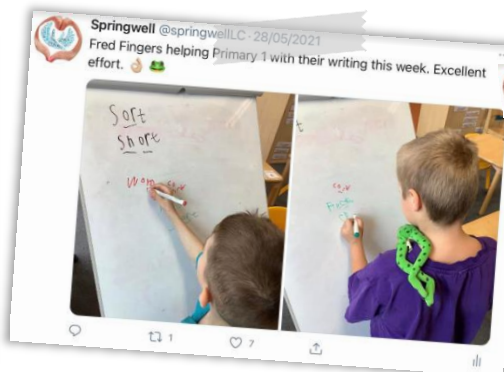 Springwell @springwellLC · 28/05/2021
Fred Fingers helping Primary 1 with their writing this week. Excellent
effort. 👌🏻 🐸
Sort
Short
Worm
1
7